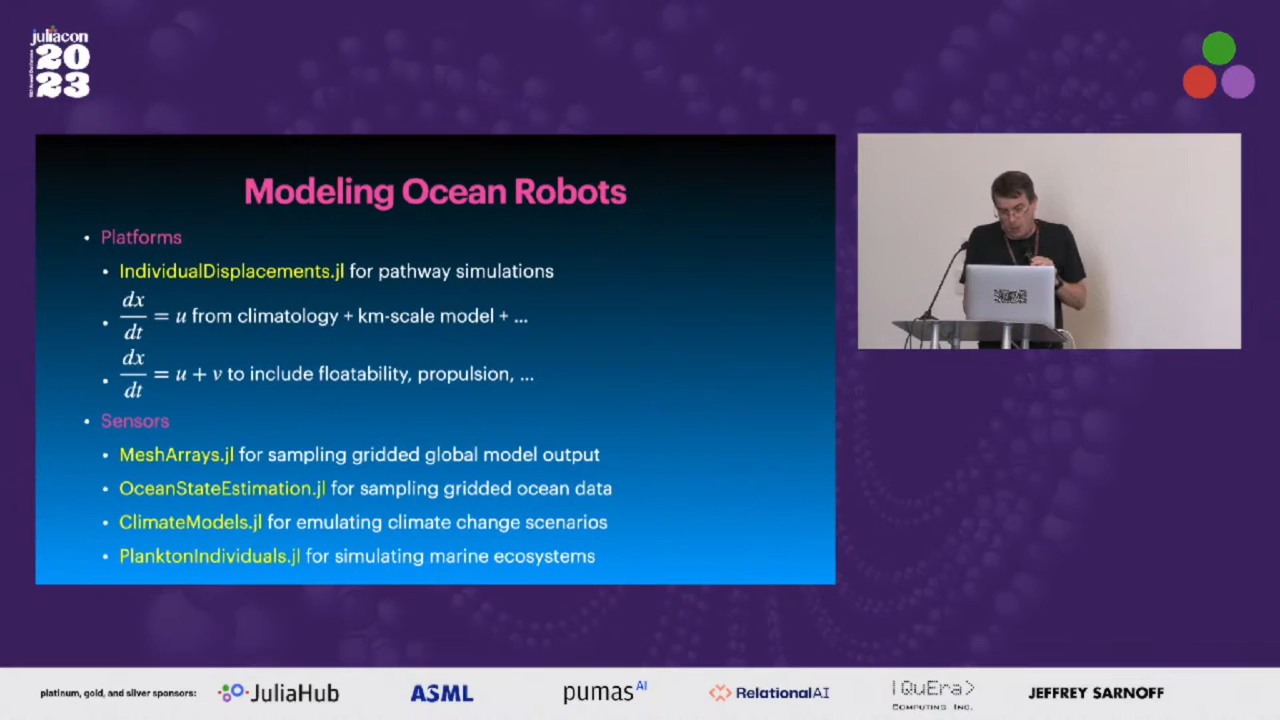 juliacon
20
23
Modeling Ocean Robots
• Platforms
• IndividualDisplacements.jl for pathway simulations
• dx/dt = u from climatology + km-scale model + ...
• dx/dt = u + v to include floatability, propulsion, ...
• Sensors
• MeshArrays.jl for sampling gridded global model output
• OceanStateEstimation.jl for sampling gridded ocean data
• ClimateModels.jl for emulating climate change scenarios
• PlanktonIndividuals.jl for simulating marine ecosystems
platinum, gold, and silver sponsors: JuliaHub ASML pumasAI RelationalAI |QuEra> Computing Inc. JEFFREY SARNOFF